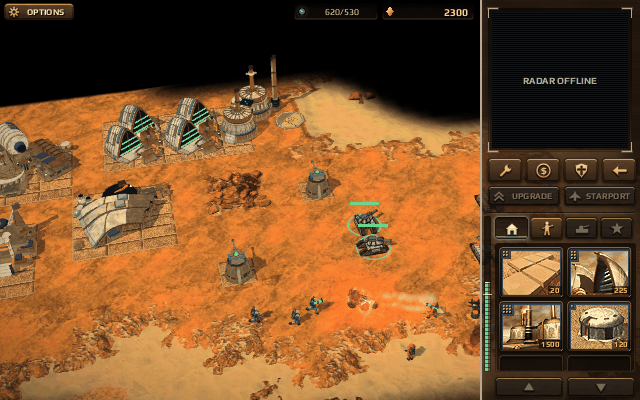 OPTIONS
620/530
2300
RADAR OFFLINE
UPGRADE
STARPORT
20
225
1500
120